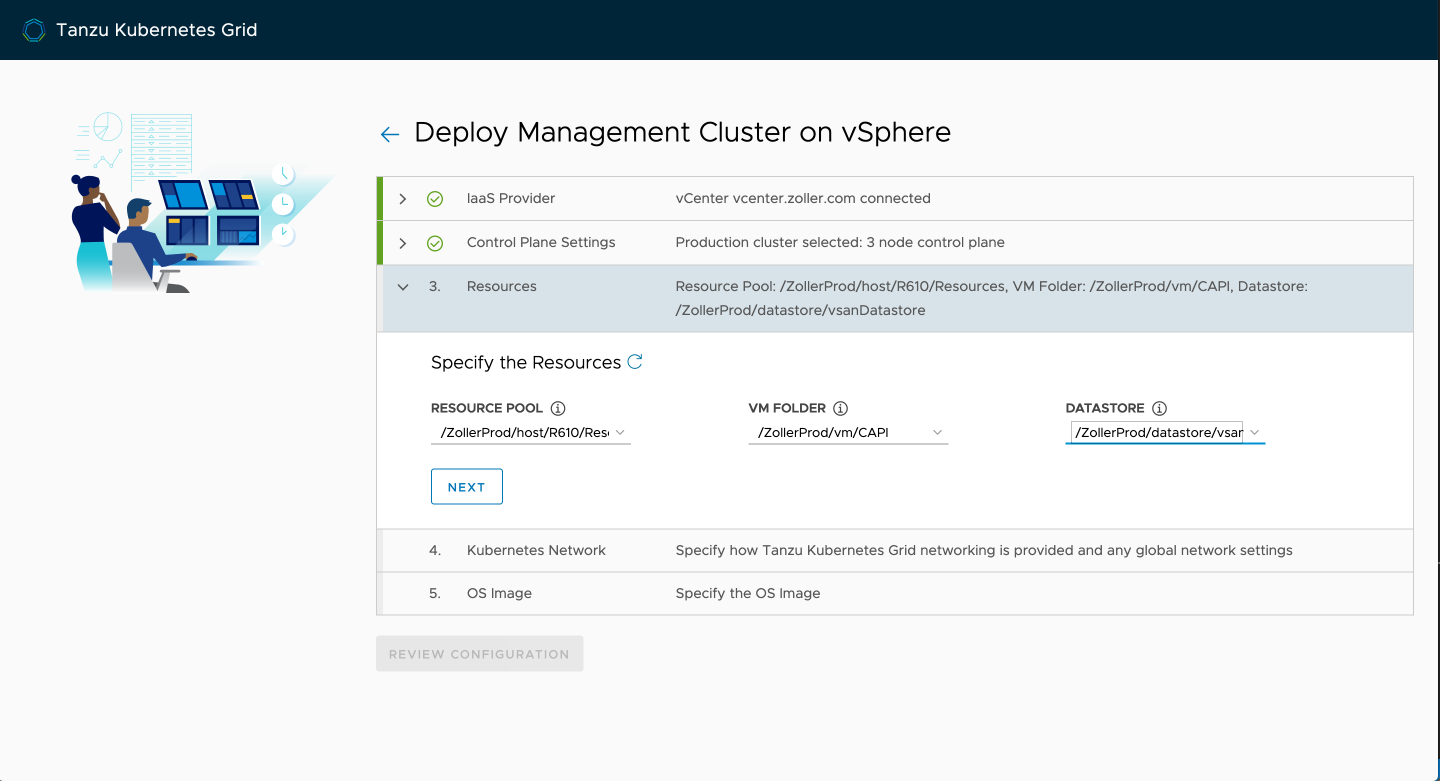 Tanzu Kubernetes Grid
Deploy Management Cluster on vSphere
IaaS Provider vCenter vcenter.zoller.com connected
Control Plane Settings Production cluster selected: 3 node control plane
3. Resources Resource Pool: /ZollerProd/host/R610/Resources, VM Folder: /ZollerProd/vm/CAPI, Datastore:
/ZollerProd/datastore/vsanDatastore
Specify the Resources
RESOURCE POOL VM FOLDER DATASTORE
/ZollerProd/host/R610/Res /ZollerProd/vm/CAPI /ZollerProd/datastore/vsan
NEXT
4. Kubernetes Network Specify how Tanzu Kubernetes Grid networking is provided and any global network settings
5. OS Image Specify the OS Image
REVIEW CONFIGURATION